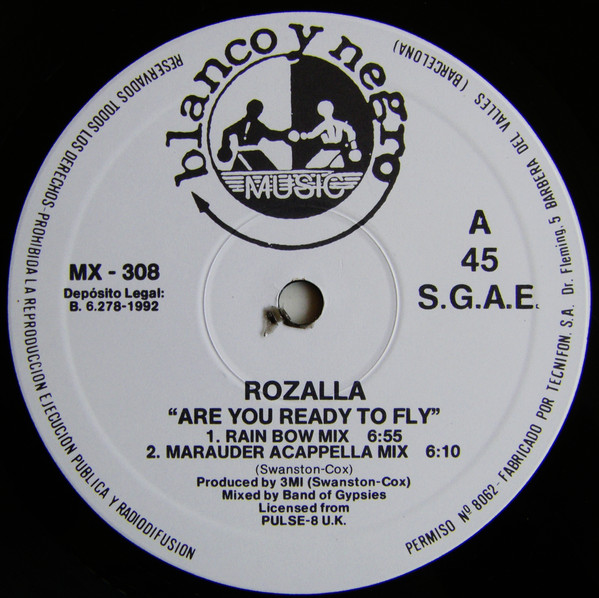 blanco y negro
MUSIC
RESERVADOS TODOS LOS DERECHOS-PROHIBIDA LA REPRODUCCION EJECUCION PUBLICA Y RADIODIFUSION
PERMISO Nº 8062-FABRICADO POR TECNIFON, S.A. Dr. Fleming, 5 BARBERA DEL VALLES (BARCELONA)
MX - 308
Depósito Legal:
B. 6.278-1992
A
45
S.G.A.E.
ROZALLA
“ARE YOU READY TO FLY”
1. RAIN BOW MIX 6:55
2. MARAUDER ACAPPELLA MIX 6:10
(Swanston-Cox)
Produced by 3MI (Swanston-Cox)
Mixed by Band of Gypsies
Licensed from
PULSE-8 U.K.